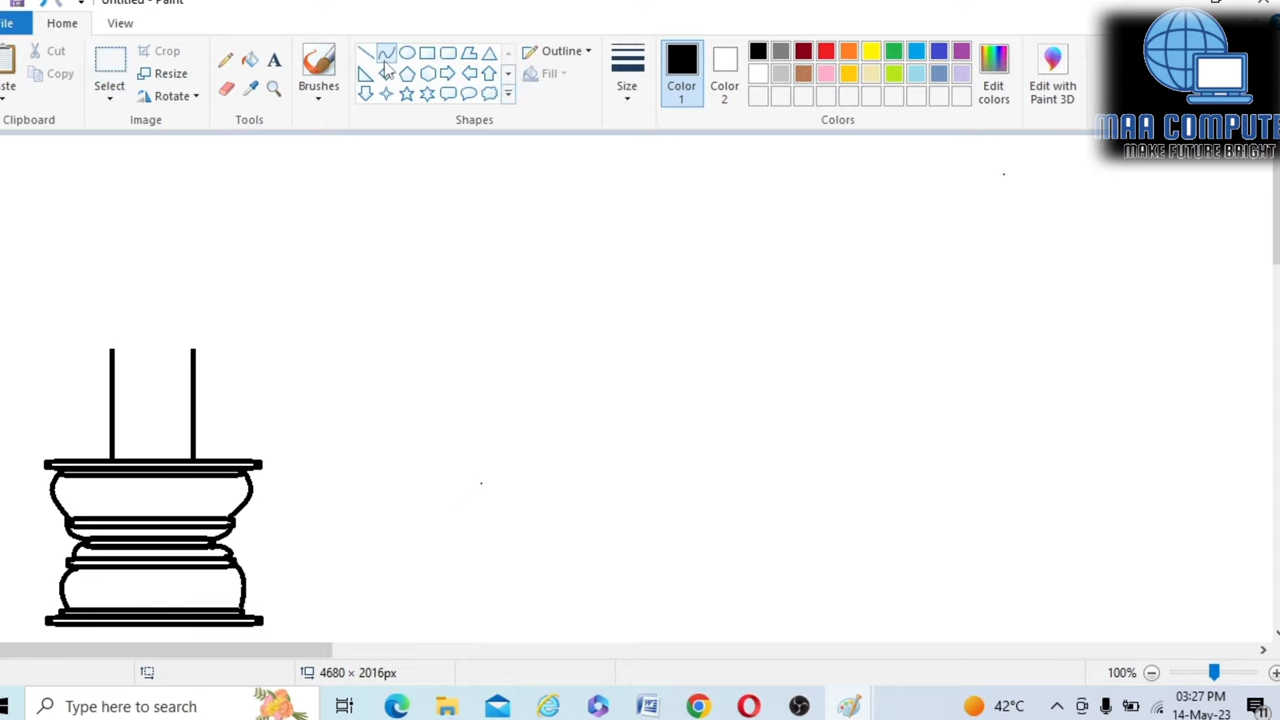 Untitled - Paint
File Home View
Cut
Copy
Clipboard
Select
Crop
Resize
Rotate
Image
Tools
Brushes
Shapes
Outline
Fill
Size
Color 1
Color 2
Colors
Edit colors
Edit with Paint 3D
MAA COMPUTE
MAKE FUTURE BRIGHT
4680 × 2016px
100%
Type here to search
42°C
03:27 PM
14-May-23
11